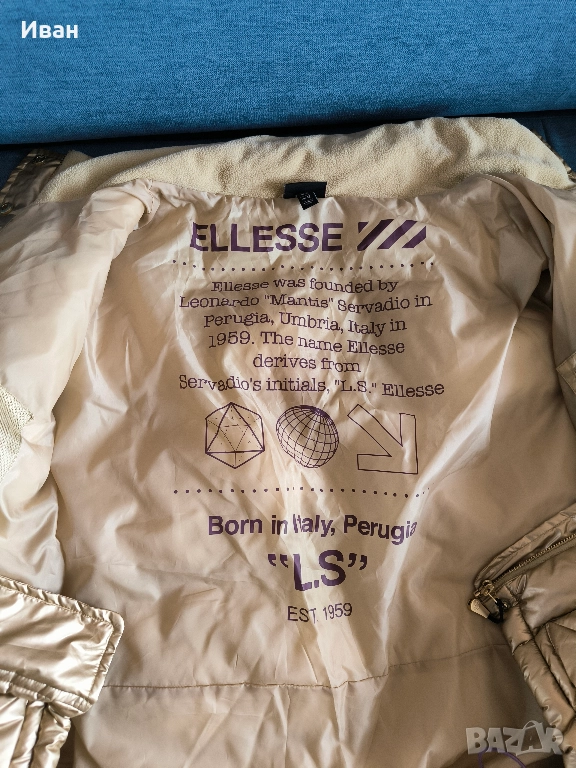 Иван
ELLESSE
Ellesse was founded by
Leonardo "Mantis" Servadio in
Perugia, Umbria, Italy in
1959. The name Ellesse
derives from
Servadio's initials. "L.S." Ellesse
Born in Italy, Perugia
"L.S"
EST. 1959
BAZAR